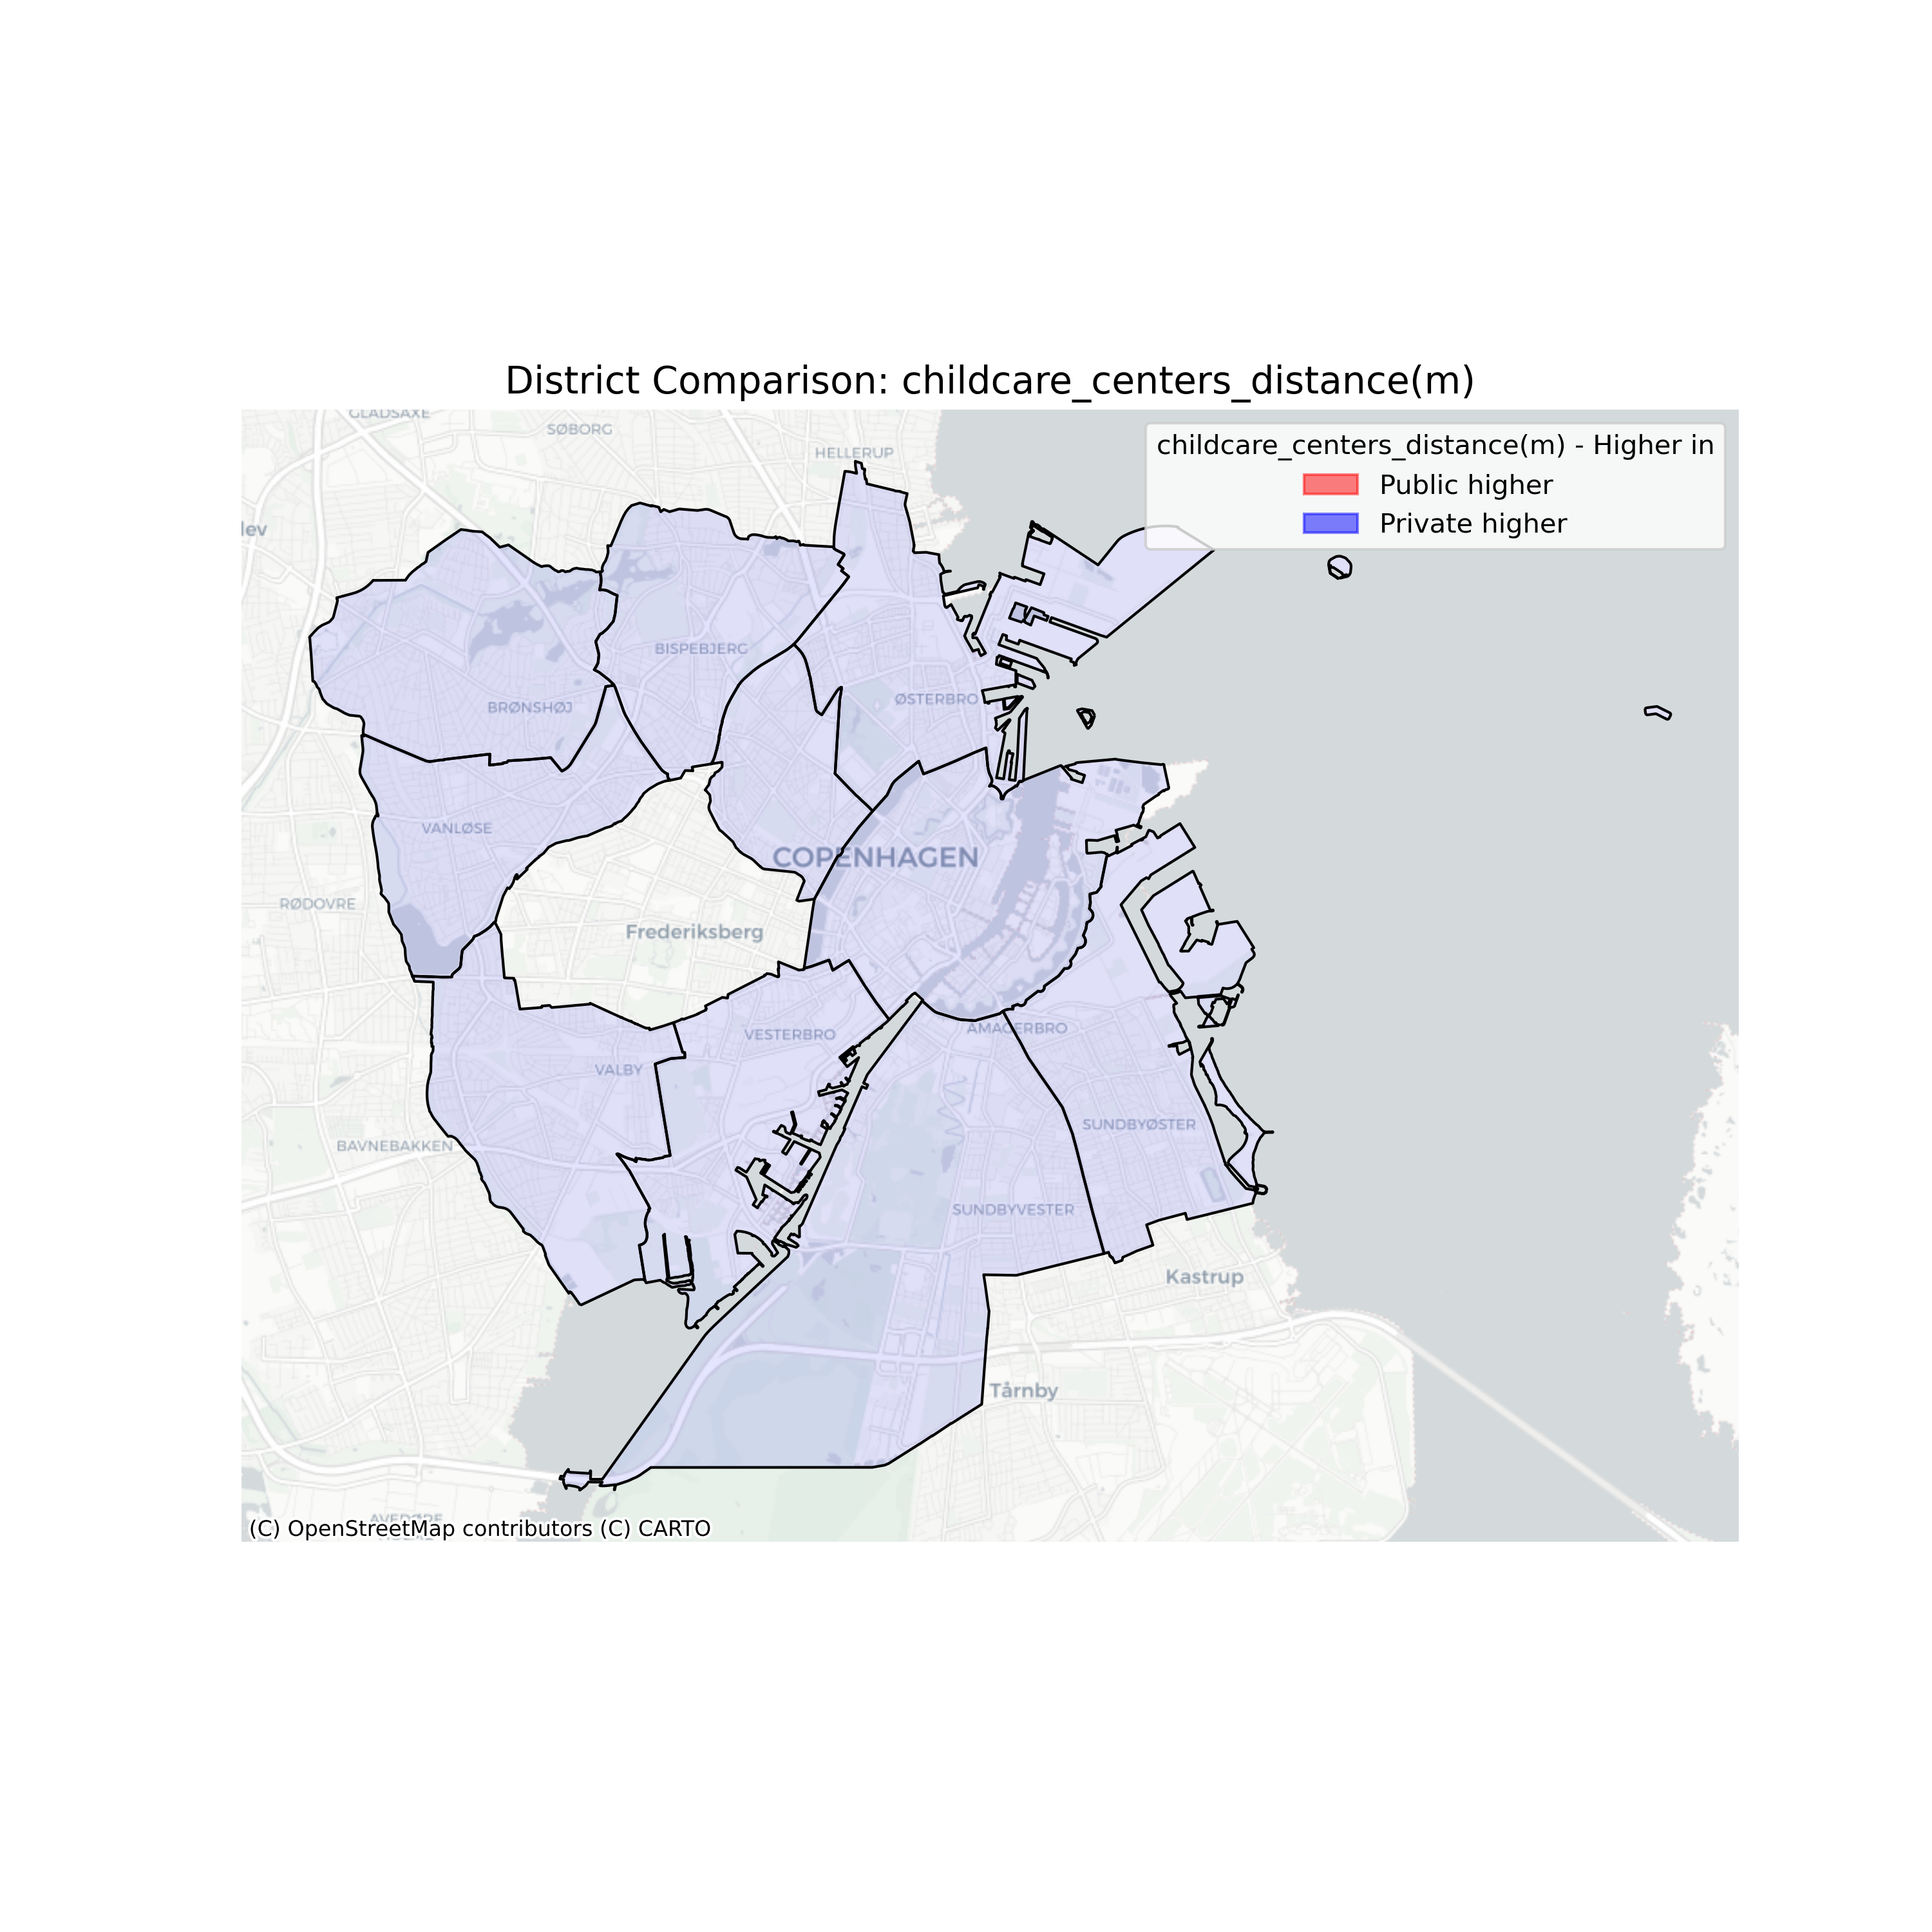 District Comparison: childcare_centers_distance(m)
GLADSAXE
SØBORG
HELLERUP
childcare_centers_distance(m) - Higher in
Public higher
Private higher
lev
BISPEBJERG
ØSTERBRO
BRØNSHØJ
VANLØSE
COPENHAGEN
RØDOVRE
Frederiksberg
VESTERBRO
AMAGERBRO
VALBY
SUNDBYØSTER
BAVNEBAKKEN
SUNDBYVESTER
Kastrup
Tårnby
AVEDØRE
(C) OpenStreetMap contributors (C) CARTO